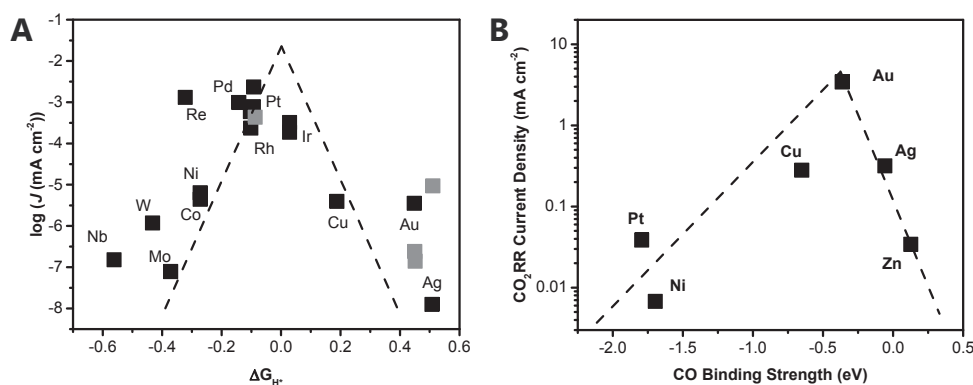 A
log (J (mA cm⁻²))
-1
-2
-3
-4
-5
-6
-7
-8
Pd
Pt
Re
Rh
Ir
Ni
Co
W
Nb
Mo
Cu
Au
Ag
-0.6 -0.4 -0.2 0.0 0.2 0.4 0.6
ΔG_H*
B
CO₂RR Current Density (mA cm⁻²)
10
1
0.1
0.01
Au
Cu
Ag
Pt
Ni
Zn
-2.0 -1.5 -1.0 -0.5 0.0 0.5
CO Binding Strength (eV)